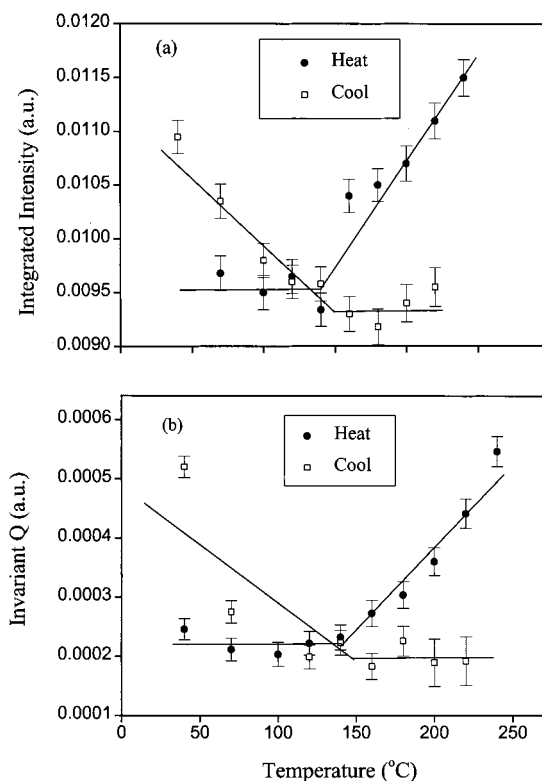 0.0120
(a)
Heat
Cool
0.0115
0.0110
0.0105
0.0100
0.0095
0.0090
Integrated Intensity (a.u.)
0.0006
(b)
Heat
Cool
0.0005
0.0004
0.0003
0.0002
0.0001
Invariant Q (a.u.)
0 50 100 150 200 250
Temperature (°C)